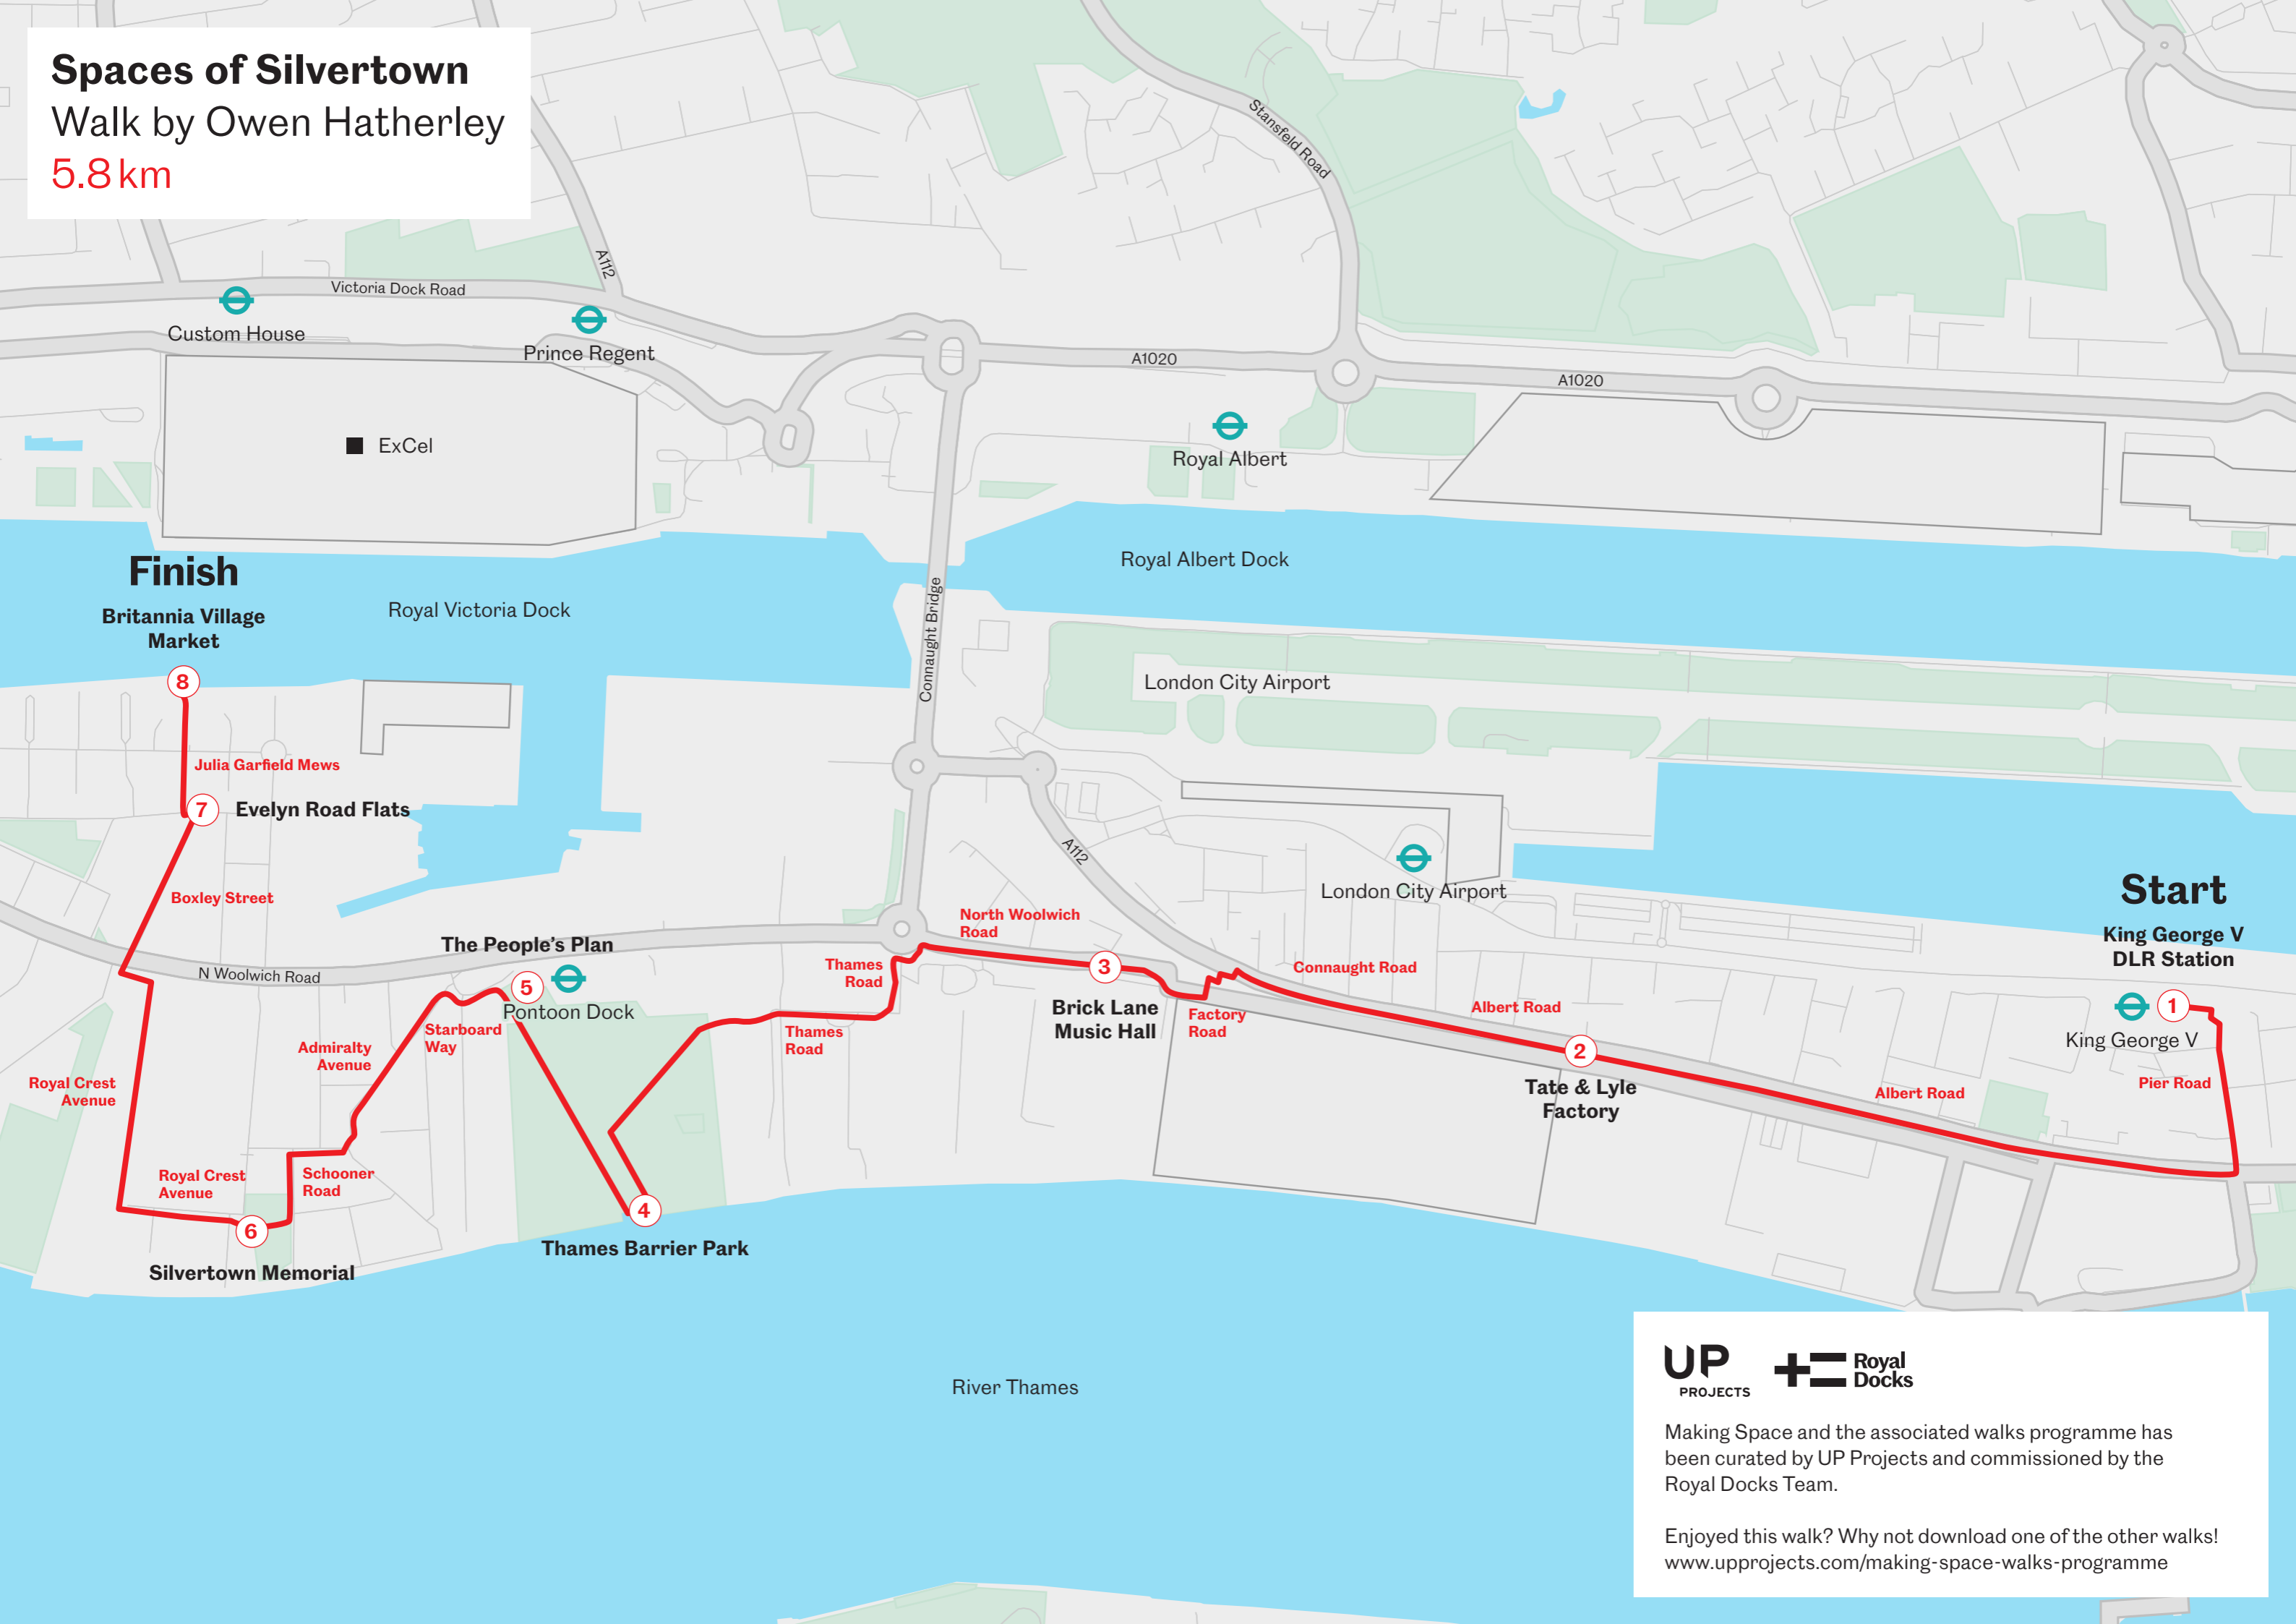 Spaces of Silvertown
Walk by Owen Hatherley
5.8 km
Stansfeld Road
A112
Victoria Dock Road
Custom House
Prince Regent
A1020
A1020
ExCel
Royal Albert
Royal Albert Dock
Finish
Britannia Village
Market
Royal Victoria Dock
Connaught Bridge
8
London City Airport
Julia Garfield Mews
7
Evelyn Road Flats
A112
London City Airport
Boxley Street
Start
King George V
DLR Station
North Woolwich
Road
The People's Plan
N Woolwich Road
Thames
Road
3
Connaught Road
5
Pontoon Dock
Brick Lane
Music Hall
Factory
Road
Albert Road
1
King George V
Starboard
Way
Thames
Road
Admiralty
Avenue
2
Tate & Lyle
Factory
Albert Road
Pier Road
Royal Crest
Avenue
Royal Crest
Avenue
Schooner
Road
6
4
Silvertown Memorial
Thames Barrier Park
River Thames
UP
PROJECTS
Royal
Docks
Making Space and the associated walks programme has
been curated by UP Projects and commissioned by the
Royal Docks Team.
Enjoyed this walk? Why not download one of the other walks!
www.upprojects.com/making-space-walks-programme